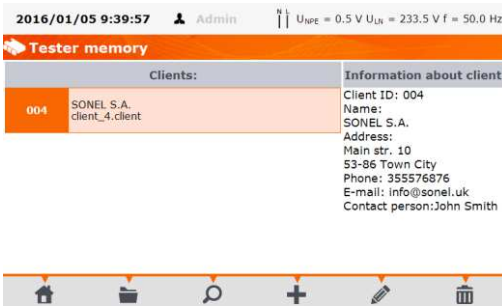 2016/01/05 9:39:57 Admin N L UNPE = 0.5 V ULN = 233.5 V f = 50.0 Hz
Tester memory
Clients:
004
SONEL S.A.
client_4.client
Information about client
Client ID: 004
Name:
SONEL S.A.
Address:
Main str. 10
53-86 Town City
Phone: 355576876
E-mail: info@sonel.uk
Contact person:John Smith